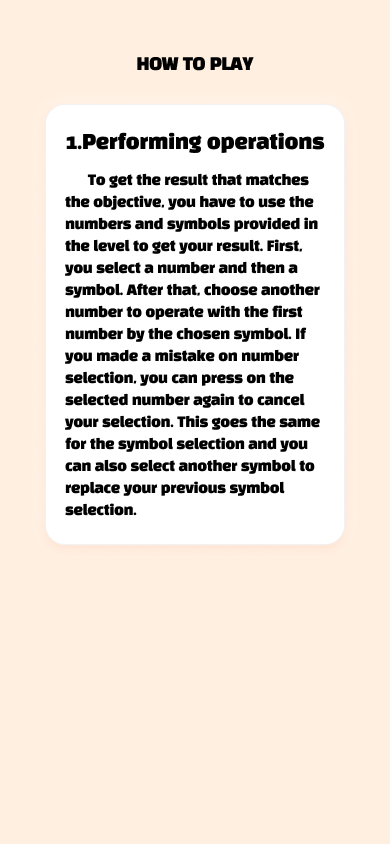 HOW TO PLAY
1.Performing operations
To get the result that matches
the objective, you have to use the
numbers and symbols provided in
the level to get your result. First,
you select a number and then a
symbol. After that, choose another
number to operate with the first
number by the chosen symbol. If
you made a mistake on number
selection, you can press on the
selected number again to cancel
your selection. This goes the same
for the symbol selection and you
can also select another symbol to
replace your previous symbol
selection.